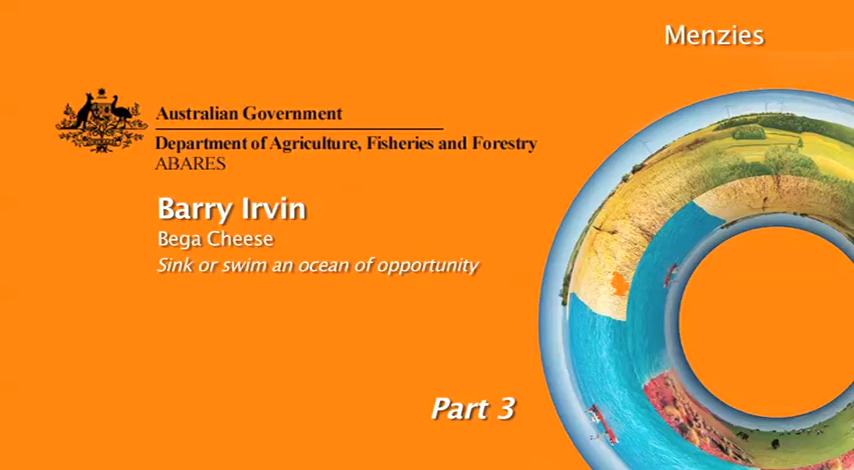 Menzies
Australian Government
Department of Agriculture, Fisheries and Forestry
ABARES
Barry Irvin
Bega Cheese
Sink or swim an ocean of opportunity
Part 3